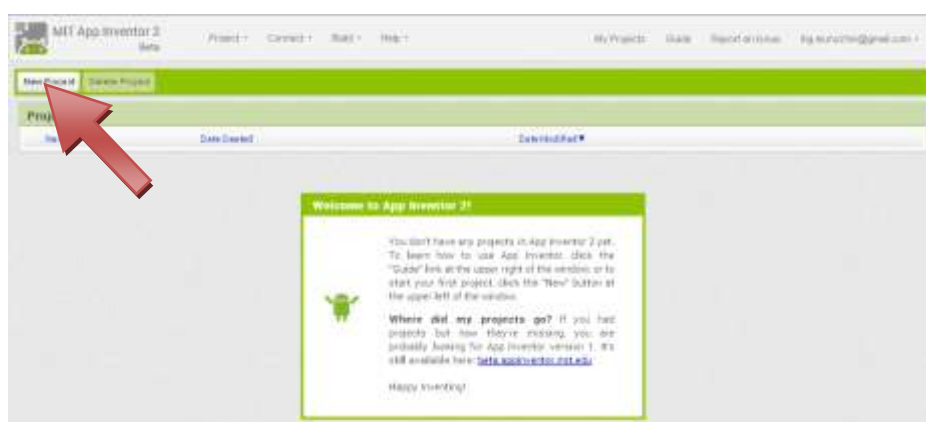 MIT App Inventor 2
Beta
Project Connect Build Help My Projects Guide Report an Issue
New Project Delete Project
Date Created Date Modified ▼
Welcome to App Inventor 2!
You don't have any projects in App Inventor 2 yet.
To learn how to use App Inventor, click the
"Guide" link at the upper right of the window; or to
start your first project, click the "New" button at
the upper left of the window.
Where did my projects go? If you had
projects but now they're missing, you are
probably looking for App Inventor version 1. It's
still available here: beta.appinventor.mit.edu
Happy Inventing!